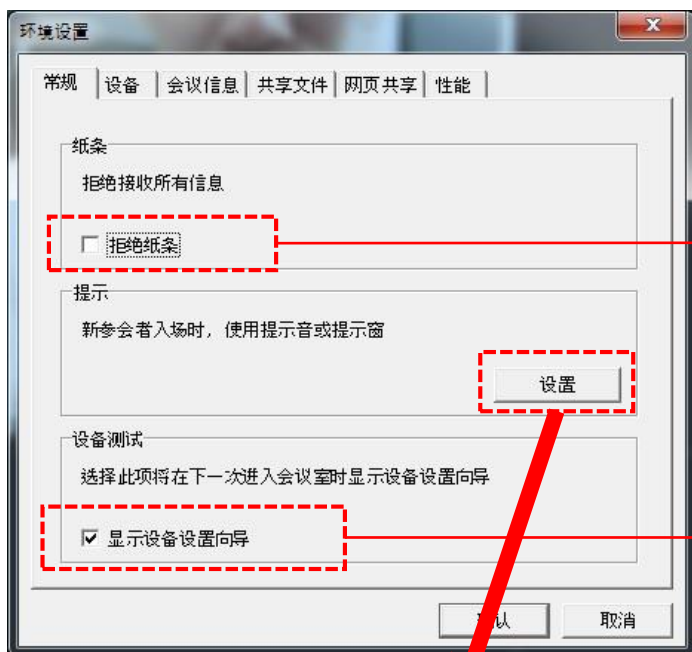 环境设置
常规 设备 会议信息 共享文件 网页共享 性能
纸条
拒绝接收所有信息
拒绝纸条
提示
新参会者入场时，使用提示音或提示窗
设置
设备测试
选择此项将在下一次进入会议室时显示设备设置向导
显示设备设置向导
认 取消